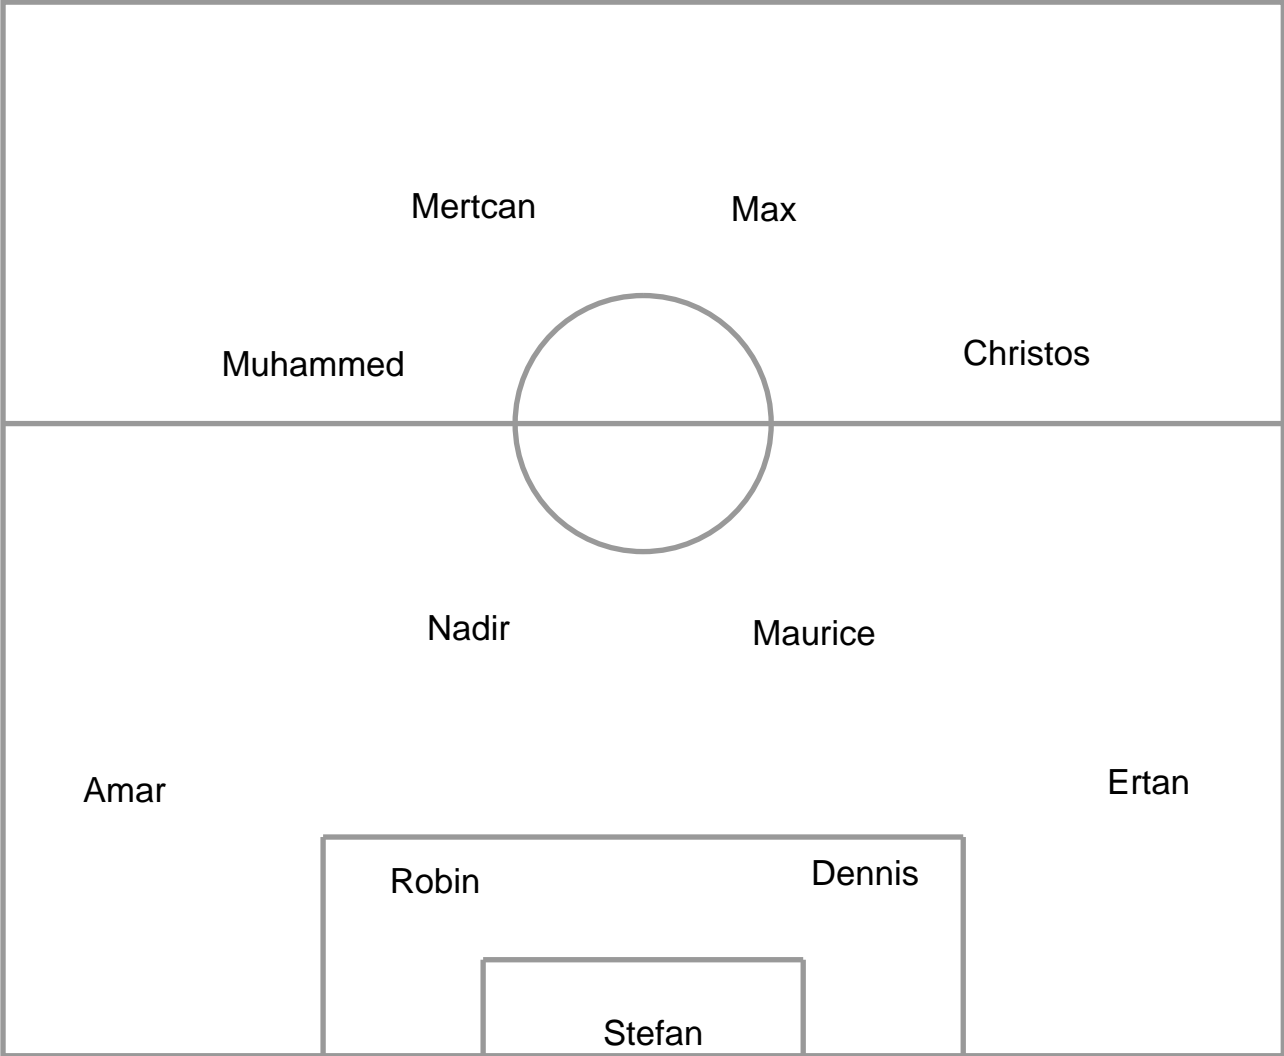 Mertcan
Max
Muhammed
Christos
Nadir
Maurice
Amar
Ertan
Robin
Dennis
Stefan